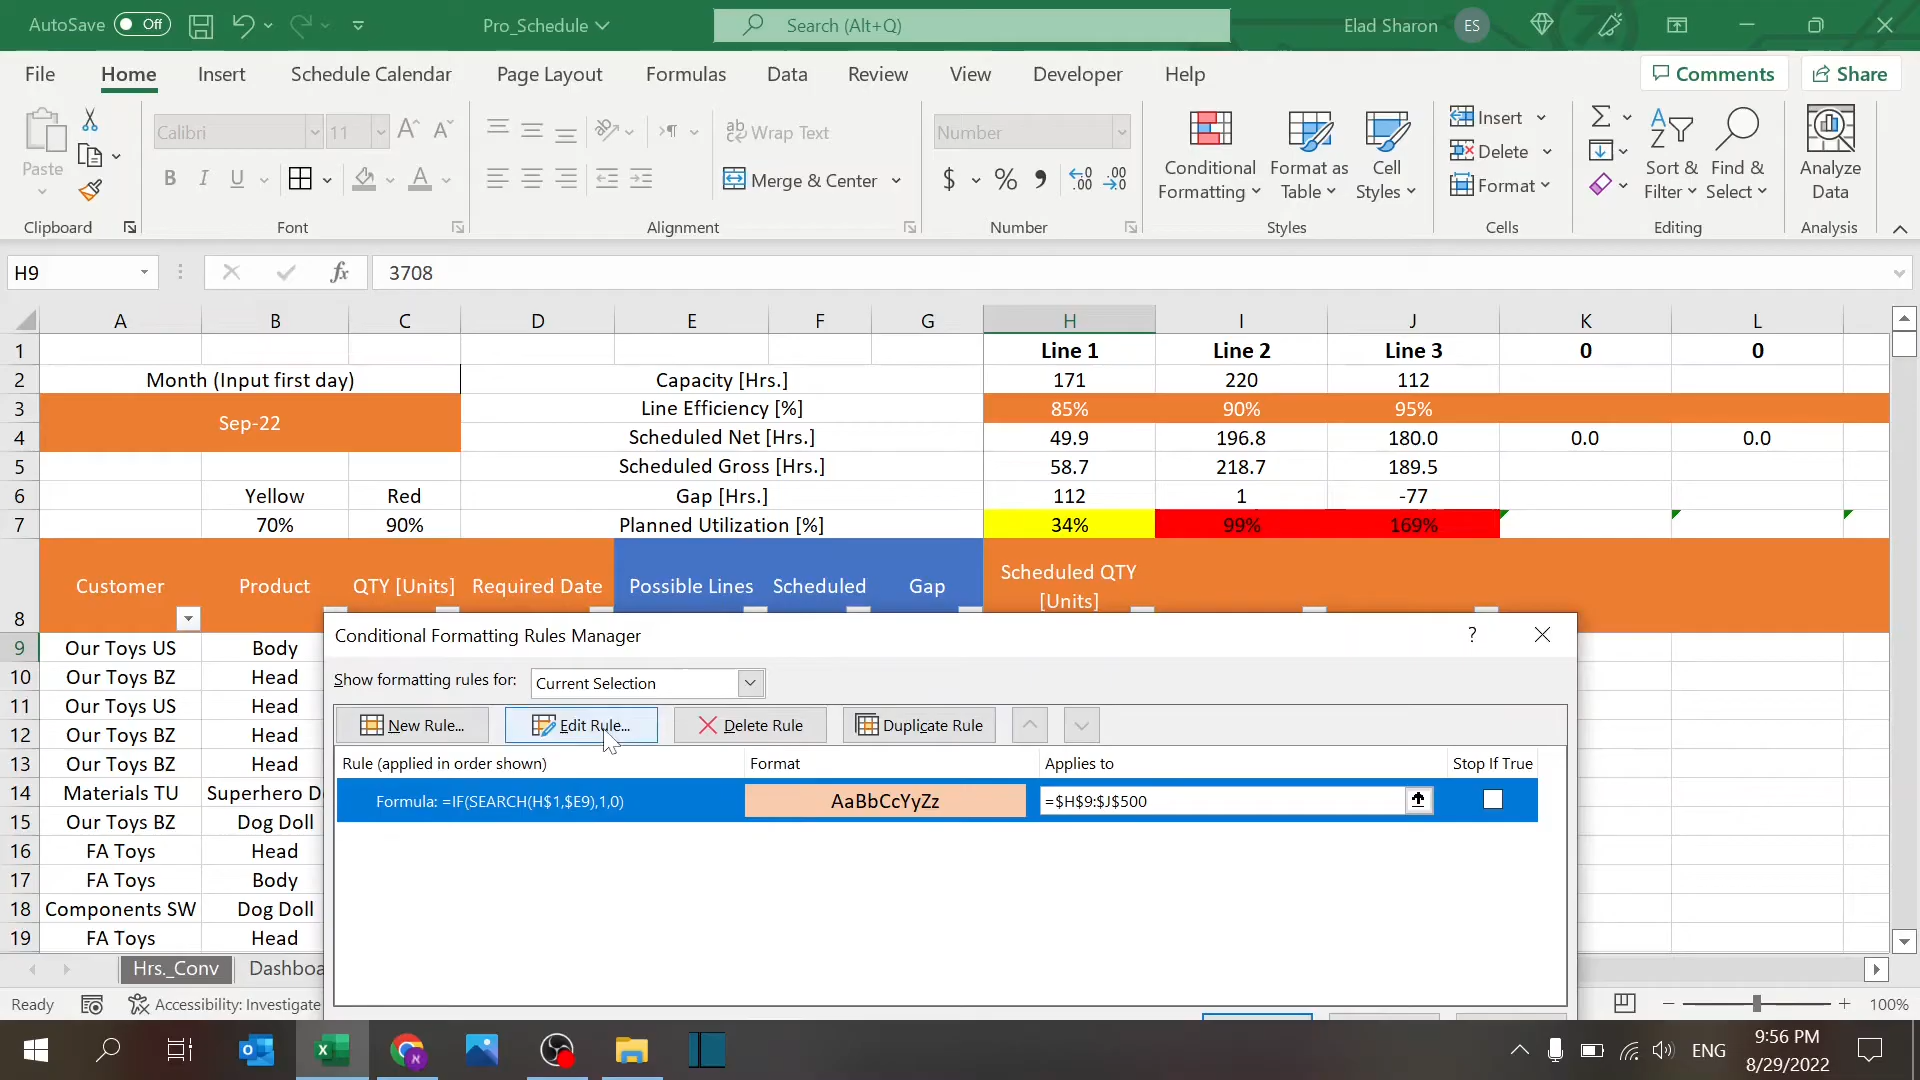 AutoSave Off Pro_Schedule Search (Alt+Q) Elad Sharon ES
File Home Insert Schedule Calendar Page Layout Formulas Data Review View Developer Help Comments Share
Paste Calibri 11 Wrap Text Merge & Center Number
Conditional Formatting Format as Table Cell Styles
Insert
Delete
Format
Sort & Filter Find & Select Analyze Data
Clipboard Font Alignment Number Styles Cells Editing Analysis
H9 fx 3708
A B C D E F G H I J K L
1 Line 1 Line 2 Line 3 0 0
2 Month (Input first day) Capacity [Hrs.] 171 220 112
3 Sep-22 Line Efficiency [%] 85% 90% 95%
4 Scheduled Net [Hrs.] 49.9 196.8 180.0 0.0 0.0
5 Scheduled Gross [Hrs.] 58.7 218.7 189.5
6 Yellow Red Gap [Hrs.] 112 1 -77
7 70% 90% Planned Utilization [%] 34% 99% 169%
8 Customer Product QTY [Units] Required Date Possible Lines Scheduled Gap Scheduled QTY [Units]
9 Our Toys US Body
10 Our Toys BZ Head
11 Our Toys US Head
12 Our Toys BZ Head
13 Our Toys BZ Head
14 Materials TU Superhero D
15 Our Toys BZ Dog Doll
16 FA Toys Head
17 FA Toys Body
18 Components SW Dog Doll
19 FA Toys Head
Conditional Formatting Rules Manager ?
Show formatting rules for: Current Selection
New Rule... Edit Rule... Delete Rule Duplicate Rule
Rule (applied in order shown) Format Applies to Stop If True
Formula: =IF(SEARCH(H$1,$E9),1,0) AaBbCcYyZz =$H$9:$J$500
Hrs._Conv Dashboa
Ready Accessibility: Investigate 100%
ENG 9:56 PM
8/29/2022